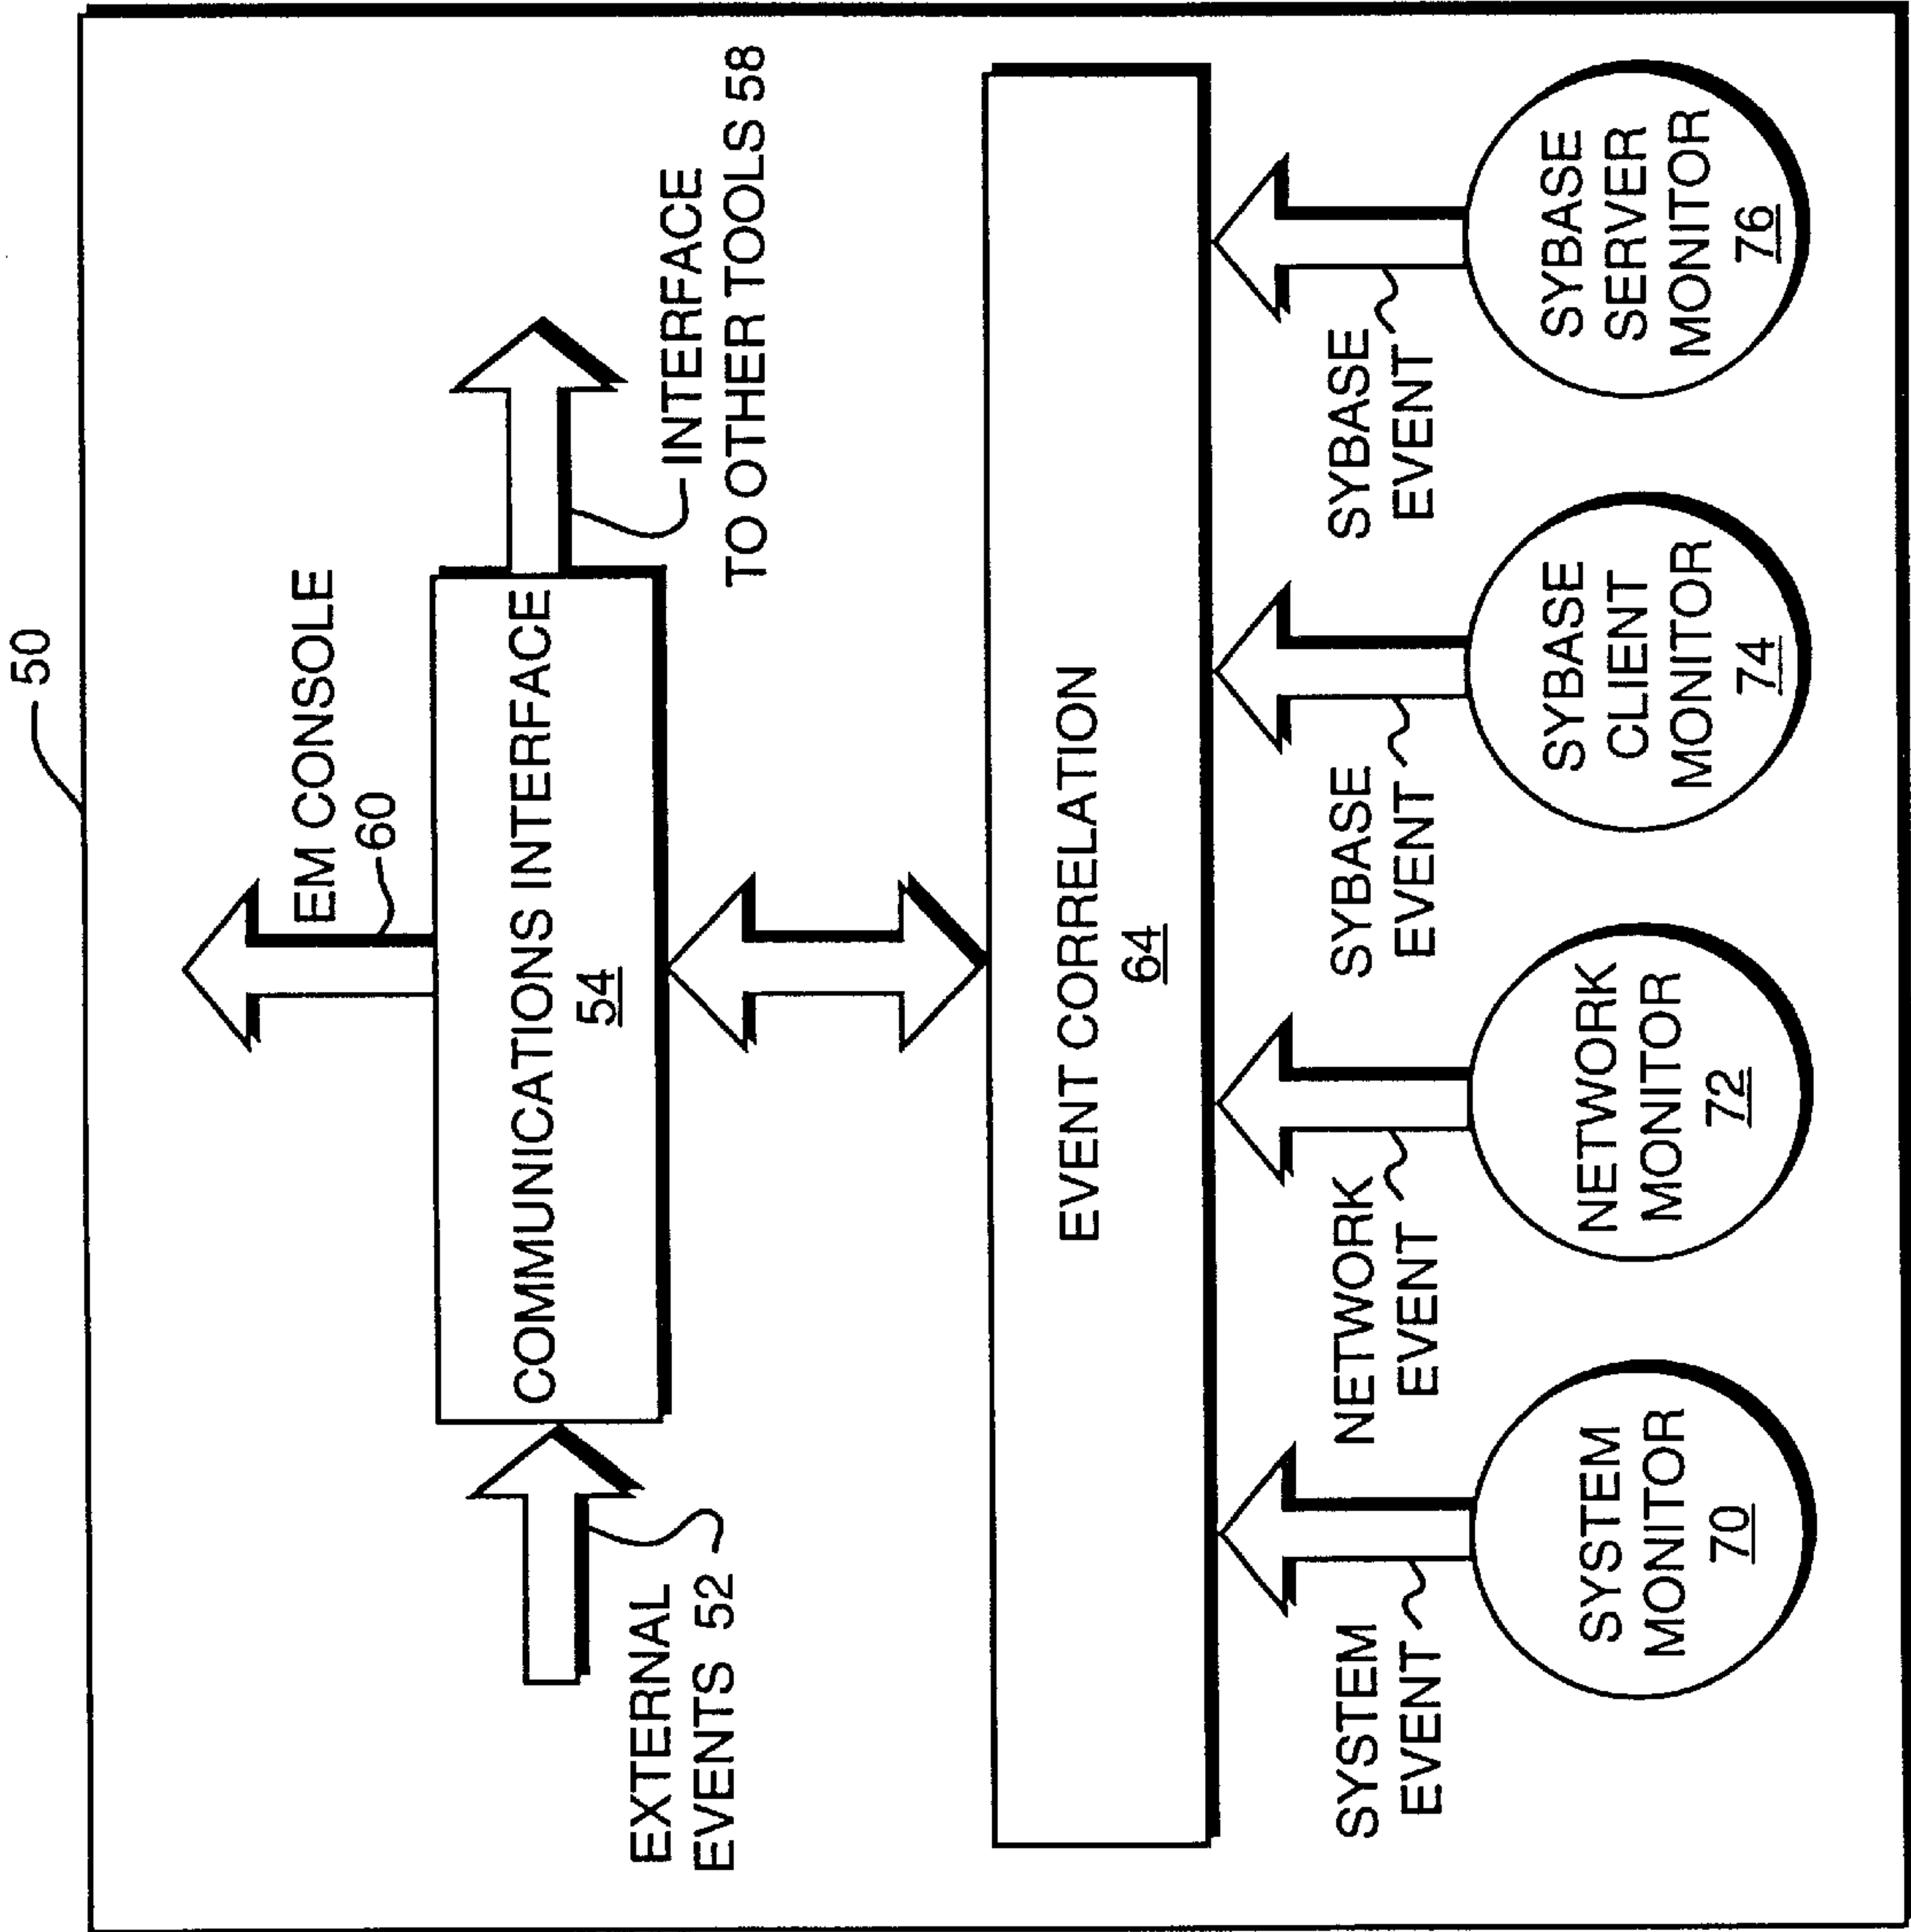 50
EM CONSOLE
60
COMMUNICATIONS INTERFACE
54
EXTERNAL
EVENTS 52
INTERFACE
TO OTHER TOOLS 58
EVENT CORRELATION
64
SYSTEM
EVENT
NETWORK
EVENT
SYBASE
EVENT
SYBASE
EVENT
SYSTEM
MONITOR
70
NETWORK
MONITOR
72
SYBASE
CLIENT
MONITOR
74
SYBASE
SERVER
MONITOR
76